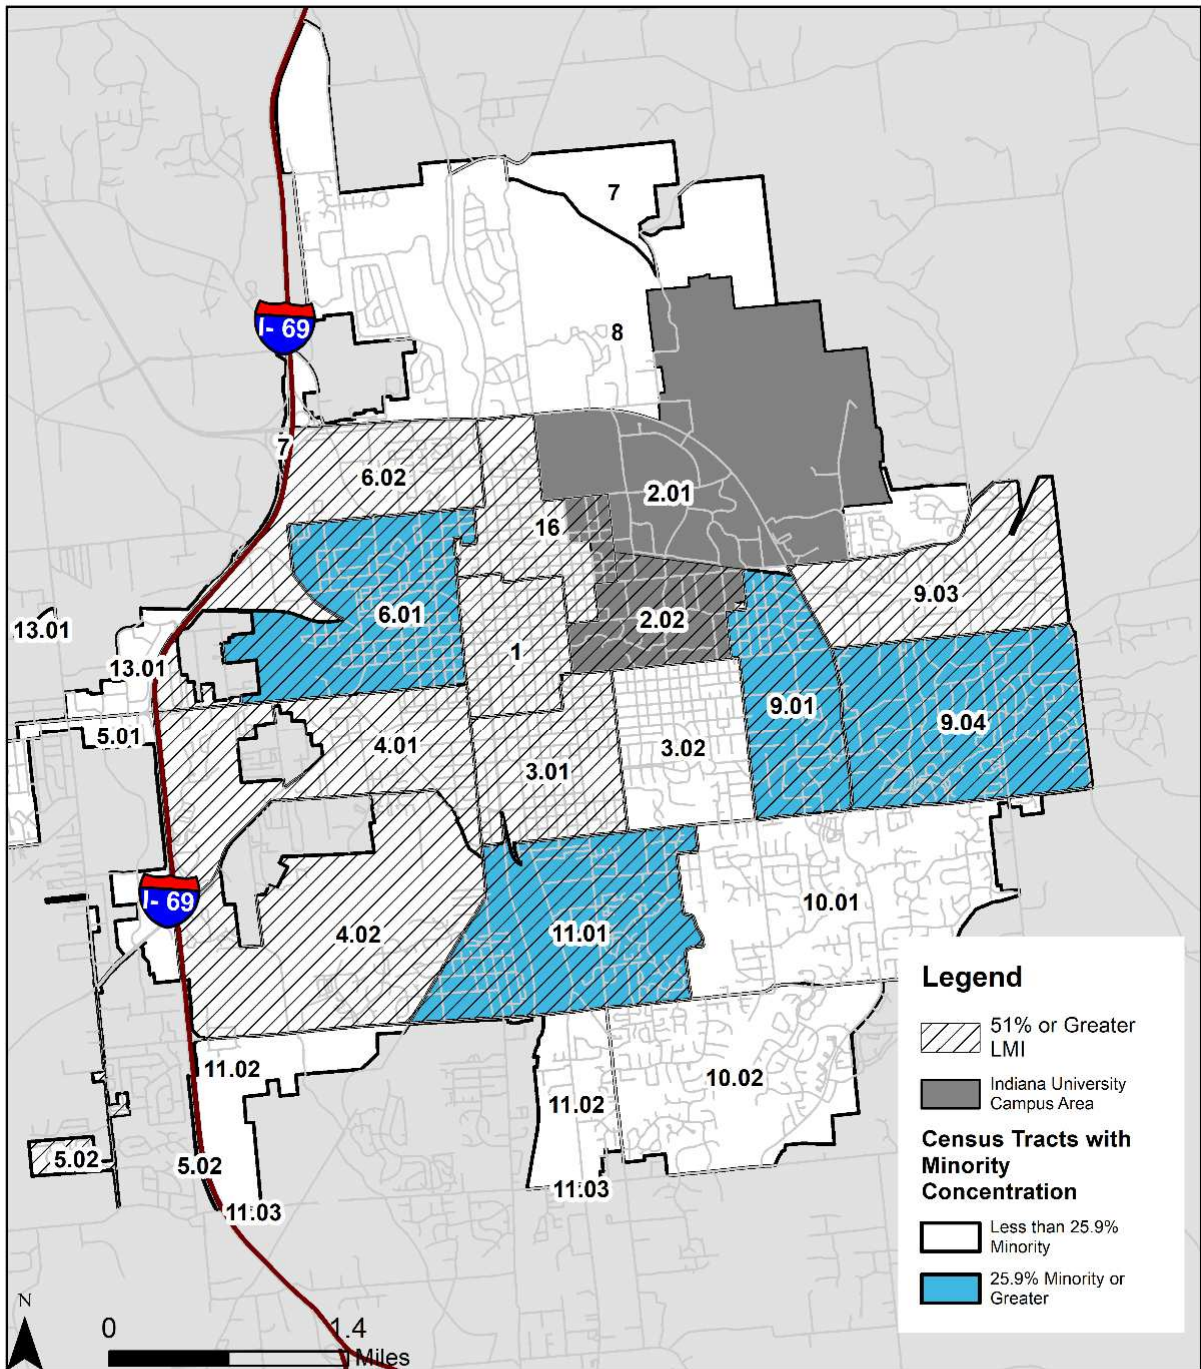 7
8
I- 69
7
6.02
2.01
16
9.03
13.01
6.01
2.02
1
13.01
9.01
9.04
5.01
4.01
3.02
3.01
I- 69
10.01
4.02
11.01
11.02
10.02
11.02
5.02
5.02
11.03
11.03
Legend
51% or Greater
LMI
Indiana University
Campus Area
Census Tracts with
Minority
Concentration
Less than 25.9%
Minority
25.9% Minority or
Greater
N
0
1.4
Miles